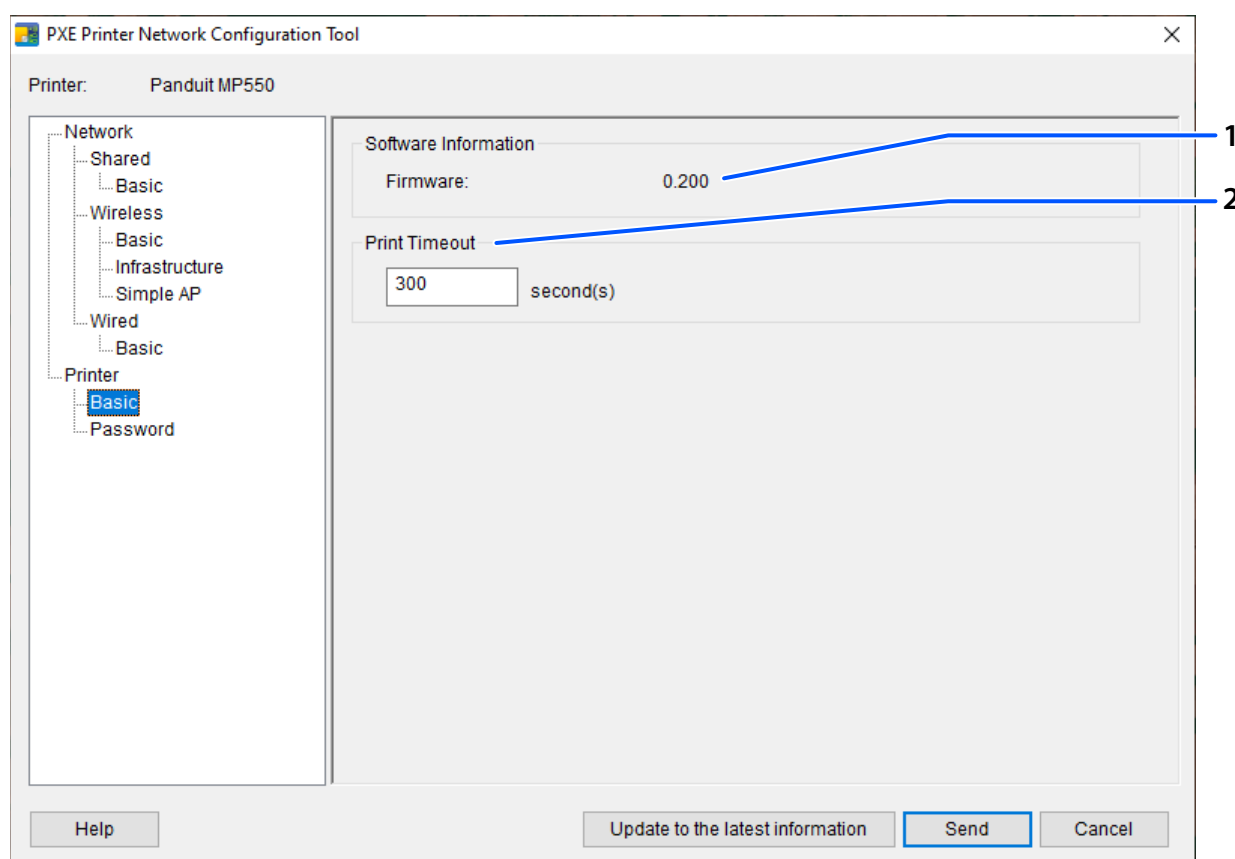 PXE Printer Network Configuration Tool
Printer: Panduit MP550
Network
Shared
Basic
Wireless
Basic
Infrastructure
Simple AP
Wired
Basic
Printer
Basic
Password
Software Information
Firmware: 0.200
1
2
Print Timeout
300 second(s)
Help
Update to the latest information
Send
Cancel